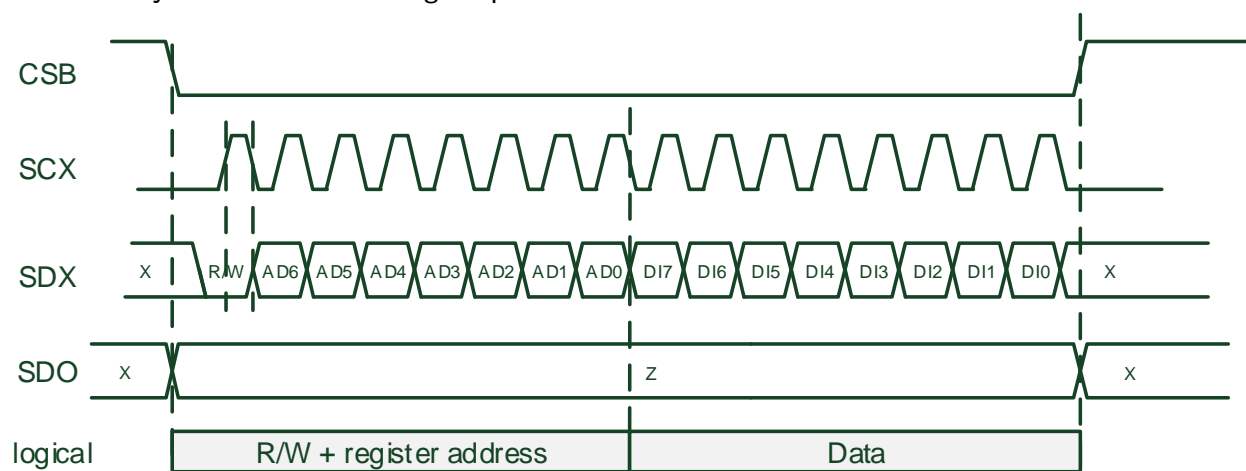 CSB
SCX
SDX X R/W AD6 AD5 AD4 AD3 AD2 AD1 AD0 DI7 DI6 DI5 DI4 DI3 DI2 DI1 DI0 X
SDO X Z X
logical R/W + register address Data